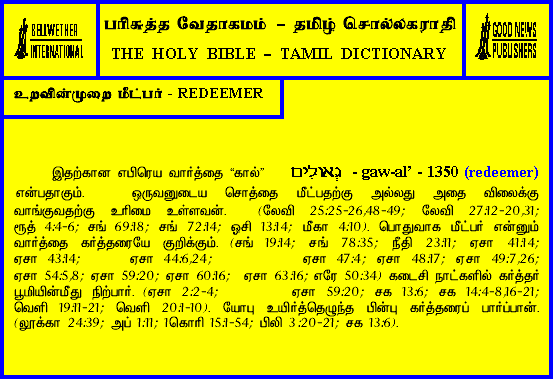 BELLWETHER
INTERNATIONAL
பரிசுத்த வேதாகமம் – தமிழ் சொல்லகராதி
THE HOLY BIBLE – TAMIL DICTIONARY
GOOD NEWS
PUBLISHERS
உறவின்முறை மீட்பர் - REDEEMER
இதற்கான எபிரெய வார்த்தை “கால்” - gaw-al’ - 1350 (redeemer)
என்பதாகும். ஒருவனுடைய சொத்தை மீட்பதற்கு அல்லது அதை விலைக்கு
வாங்குவதற்கு உரிமை உள்ளவன். (லேவி 25:25-26,48-49; லேவி 27:12-20,31;
ரூத் 4:4-6; சங் 69:18; சங் 72:14; ஓசி 13:14; மீகா 4:10). பொதுவாக மீட்பர் என்னும்
வார்த்தை கர்த்தரையே குறிக்கும். (சங் 19:14; சங் 78:35; நீதி 23:11; ஏசா 41:14;
ஏசா 43:14; ஏசா 44:6,24; ஏசா 47:4; ஏசா 48:17; ஏசா 49:7,26;
ஏசா 54:5,8; ஏசா 59:20; ஏசா 60:16; ஏசா 63:16; எரே 50:34) கடைசி நாட்களில் கர்த்தர்
பூமியின்மீது நிற்பார். (ஏசா 2:2-4; ஏசா 59:20; சக 13:6; சக 14:4-8,16-21;
வெளி 19:11-21; வெளி 20:1-10). யோபு உயிர்த்தெழுந்த பின்பு கர்த்தரைப் பார்ப்பான்.
(லூக்கா 24:39; அப் 1:11; 1கொரி 15:1-54; பிலி 3:20-21; சக 13:6).